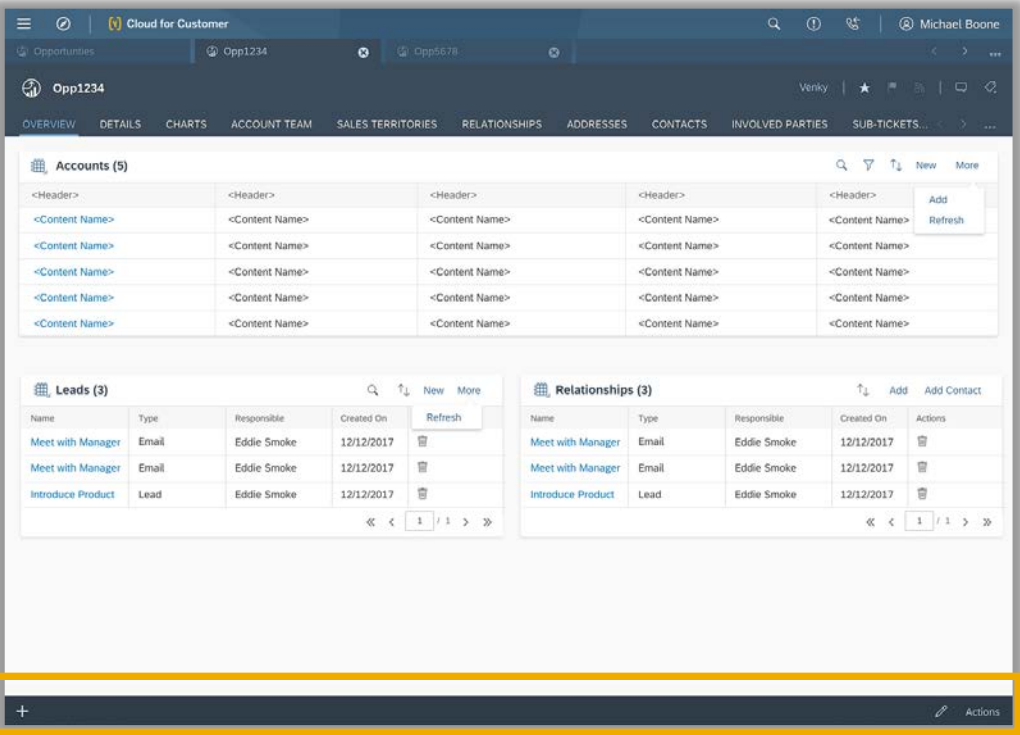 Cloud for Customer Michael Boone
Opportunties Opp1234 Opp5678 ...
Opp1234 Venky
OVERVIEW DETAILS CHARTS ACCOUNT TEAM SALES TERRITORIES RELATIONSHIPS ADDRESSES CONTACTS INVOLVED PARTIES SUB-TICKETS... ...
Accounts (5) New More
<Header> <Header> <Header> <Header> <Header> Add
<Content Name> <Content Name> <Content Name> <Content Name> <Content Name> Refresh
<Content Name> <Content Name> <Content Name> <Content Name> <Content Name>
<Content Name> <Content Name> <Content Name> <Content Name> <Content Name>
<Content Name> <Content Name> <Content Name> <Content Name> <Content Name>
<Content Name> <Content Name> <Content Name> <Content Name> <Content Name>
Leads (3) New More
Name Type Responsible Created On Refresh
Meet with Manager Email Eddie Smoke 12/12/2017
Meet with Manager Email Eddie Smoke 12/12/2017
Introduce Product Lead Eddie Smoke 12/12/2017
1 / 1
Relationships (3) Add Add Contact
Name Type Responsible Created On Actions
Meet with Manager Email Eddie Smoke 12/12/2017
Meet with Manager Email Eddie Smoke 12/12/2017
Introduce Product Lead Eddie Smoke 12/12/2017
1 / 1
Actions